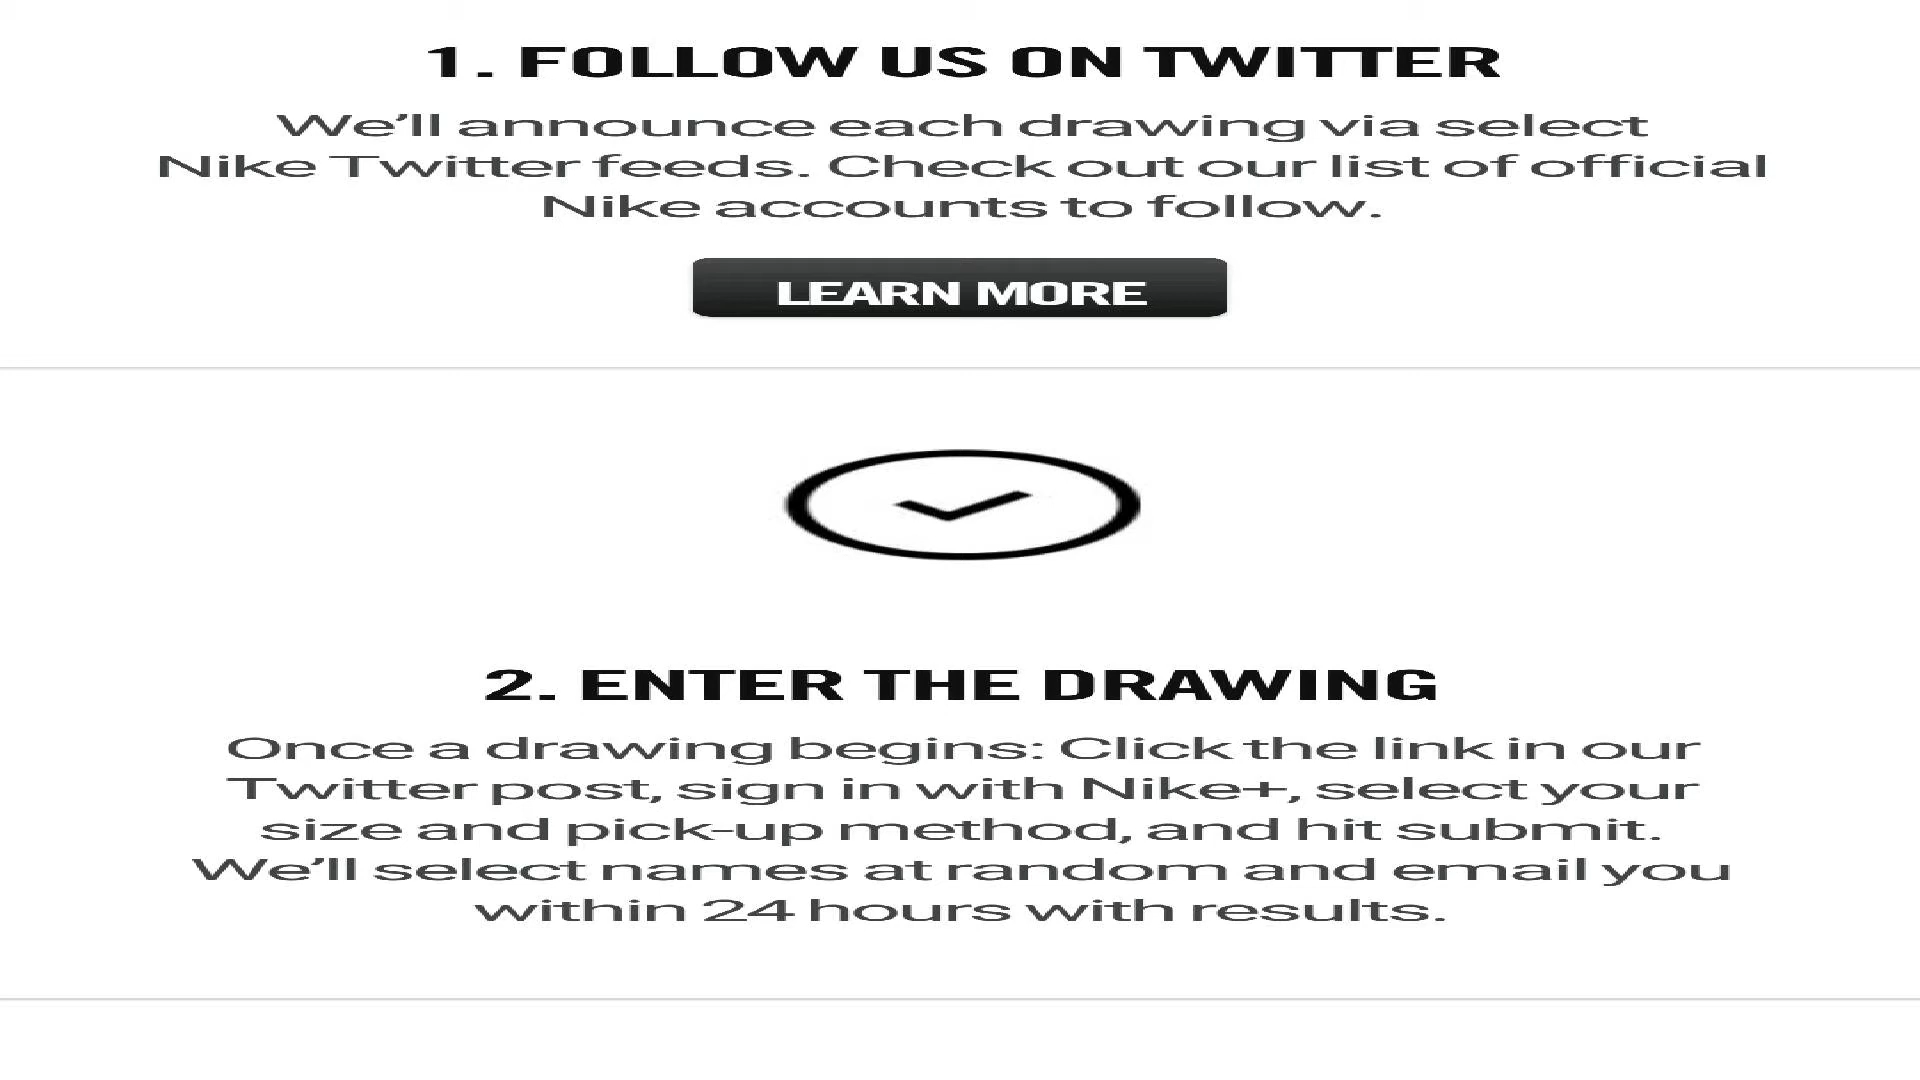 1. FOLLOW US ON TWITTER
We’ll announce each drawing via select
Nike Twitter feeds. Check out our list of official
Nike accounts to follow.
LEARN MORE
2. ENTER THE DRAWING
Once a drawing begins: Click the link in our
Twitter post, sign in with Nike+, select your
size and pick-up method, and hit submit.
We’ll select names at random and email you
within 24 hours with results.